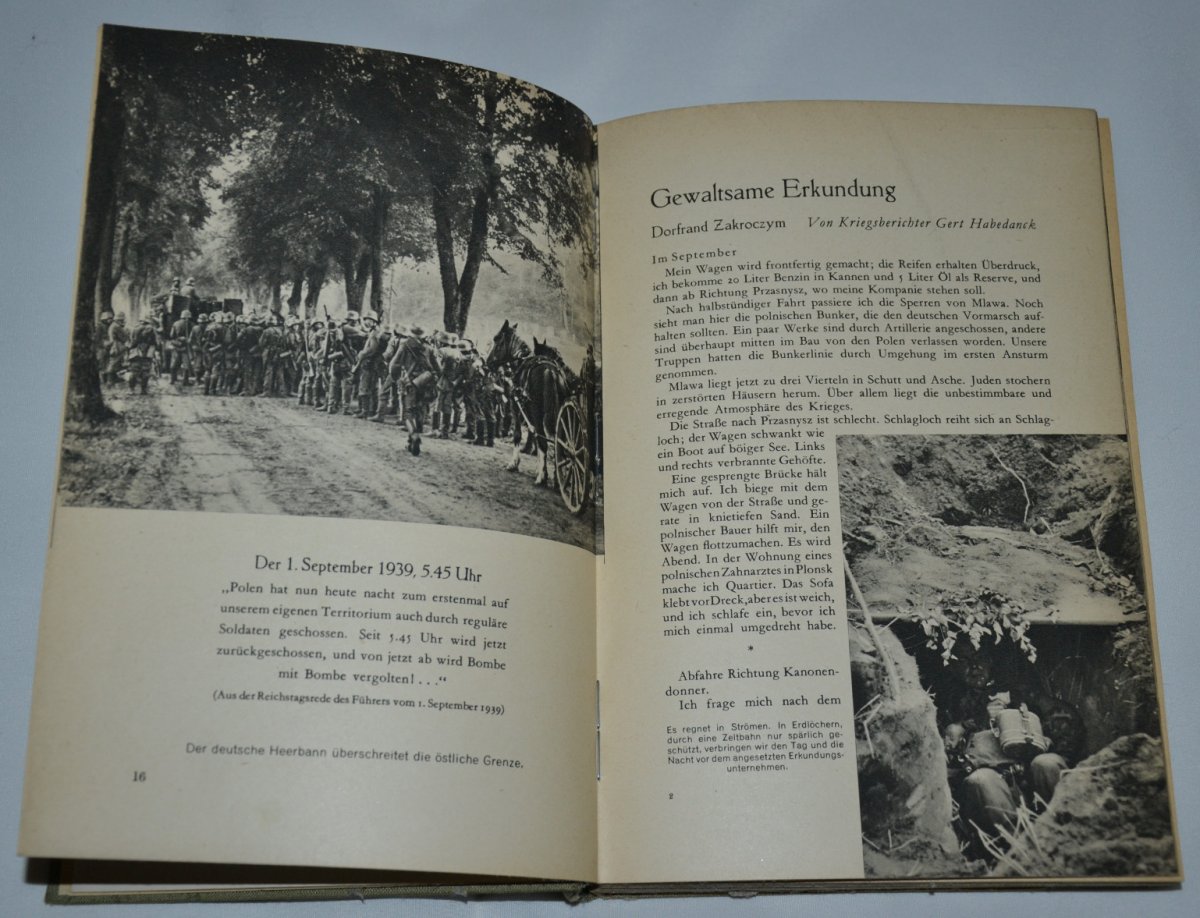 Der 1. September 1939, 5.45 Uhr
„Polen hat nun heute nacht zum erstenmal auf
unserem eigenen Territorium auch durch reguläre
Soldaten geschossen. Seit 5.45 Uhr wird jetzt
zurückgeschossen, und von jetzt ab wird Bombe
mit Bombe vergolten! . . .“
(Aus der Reichstagsrede des Führers vom 1. September 1939)
Der deutsche Heerbann überschreitet die östliche Grenze.
16
Gewaltsame Erkundung
Dorfrand Zakroczym Von Kriegsberichter Gert Habedanck
Im September
Mein Wagen wird frontfertig gemacht; die Reifen erhalten Überdruck,
ich bekomme 20 Liter Benzin in Kannen und 5 Liter Öl als Reserve, und
dann ab Richtung Przasnysz, wo meine Kompanie stehen soll.
Nach halbstündiger Fahrt passiere ich die Sperren von Mlawa. Noch
sieht man hier die polnischen Bunker, die den deutschen Vormarsch auf-
halten sollten. Ein paar Werke sind durch Artillerie angeschossen, andere
sind überhaupt mitten im Bau von den Polen verlassen worden. Unsere
Truppen hatten die Bunkerlinie durch Umgehung im ersten Ansturm
genommen.
Mlawa liegt jetzt zu drei Vierteln in Schutt und Asche. Juden stochern
in zerstörten Häusern herum. Über allem liegt die unbestimmbare und
erregende Atmosphäre des Krieges.
Die Straße nach Przasnysz ist schlecht. Schlagloch reiht sich an Schlag-
loch; der Wagen schwankt wie
ein Boot auf böiger See. Links
und rechts verbrannte Gehöfte.
Eine gesprengte Brücke hält
mich auf. Ich biege mit dem
Wagen von der Straße und ge-
rate in knietiefen Sand. Ein
polnischer Bauer hilft mir, den
Wagen flottzumachen. Es wird
Abend. In der Wohnung eines
polnischen Zahnarztes in Plonsk
mache ich Quartier. Das Sofa
klebt vor Dreck, aber es ist weich,
und ich schlafe ein, bevor ich
mich einmal umgedreht habe.
*
Abfahre Richtung Kanonen-
donner.
Ich frage mich nach dem
Es regnet in Strömen. In Erdlöchern,
durch eine Zeltbahn nur spärlich ge-
schützt, verbringen wir den Tag und die
Nacht vor dem angesetzten Erkundungs-
unternehmen.
2